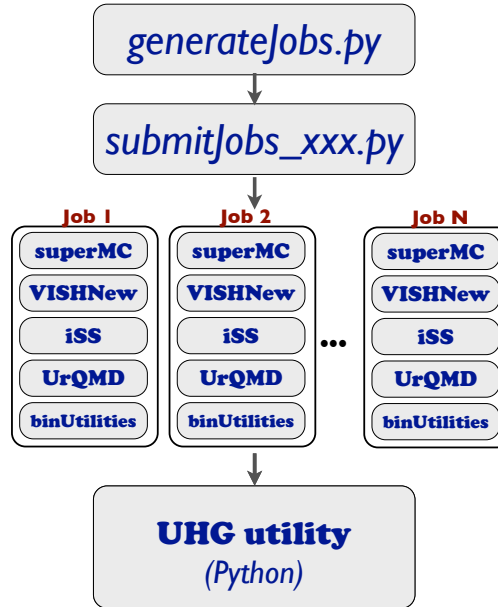 generateJobs.py
submitJobs_xxx.py
Job 1
superMC
VISHNew
iSS
UrQMD
binUtilities
Job 2
superMC
VISHNew
iSS
UrQMD
binUtilities
...
Job N
superMC
VISHNew
iSS
UrQMD
binUtilities
UHG utility
(Python)